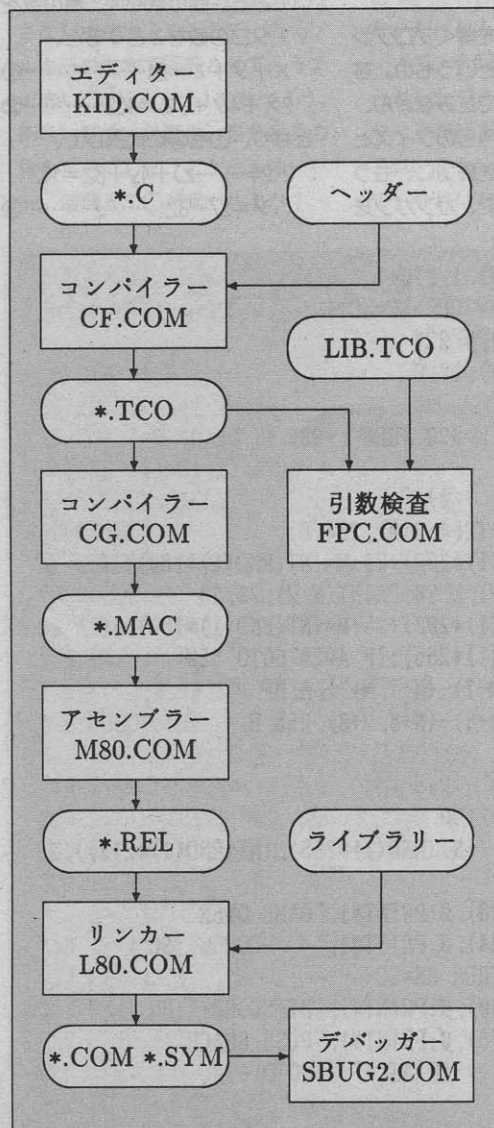 エディター
KID.COM
*.C
ヘッダー
コンパイラー
CF.COM
LIB.TCO
*.TCO
コンパイラー
CG.COM
引数検査
FPC.COM
*.MAC
アセンブラー
M80.COM
*.REL
ライブラリー
リンカー
L80.COM
*.COM *.SYM
デバッガー
SBUG2.COM